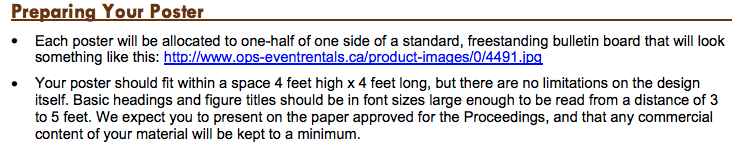 Preparing Your Poster
• Each poster will be allocated to one-half of one side of a standard, freestanding bulletin board that will look
something like this: http://www.ops-eventrentals.ca/product-images/0/4491.jpg
• Your poster should fit within a space 4 feet high x 4 feet long, but there are no limitations on the design
itself. Basic headings and figure titles should be in font sizes large enough to be read from a distance of 3
to 5 feet. We expect you to present on the paper approved for the Proceedings, and that any commercial
content of your material will be kept to a minimum.